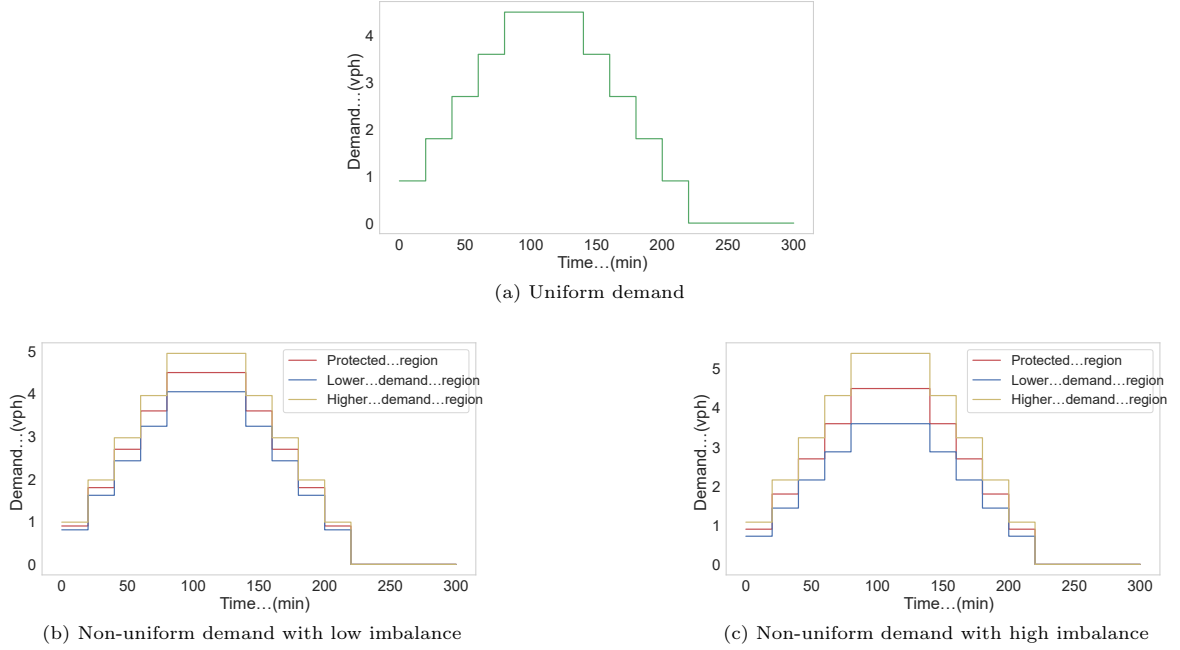 4
3
2
1
0
Demand…(vph)
0 50 100 150 200 250 300
Time…(min)
(a) Uniform demand
5
4
3
2
1
0
Demand…(vph)
Protected…region
Lower…demand…region
Higher…demand…region
0 50 100 150 200 250 300
Time…(min)
(b) Non-uniform demand with low imbalance
5
4
3
2
1
0
Demand…(vph)
Protected…region
Lower…demand…region
Higher…demand…region
0 50 100 150 200 250 300
Time…(min)
(c) Non-uniform demand with high imbalance